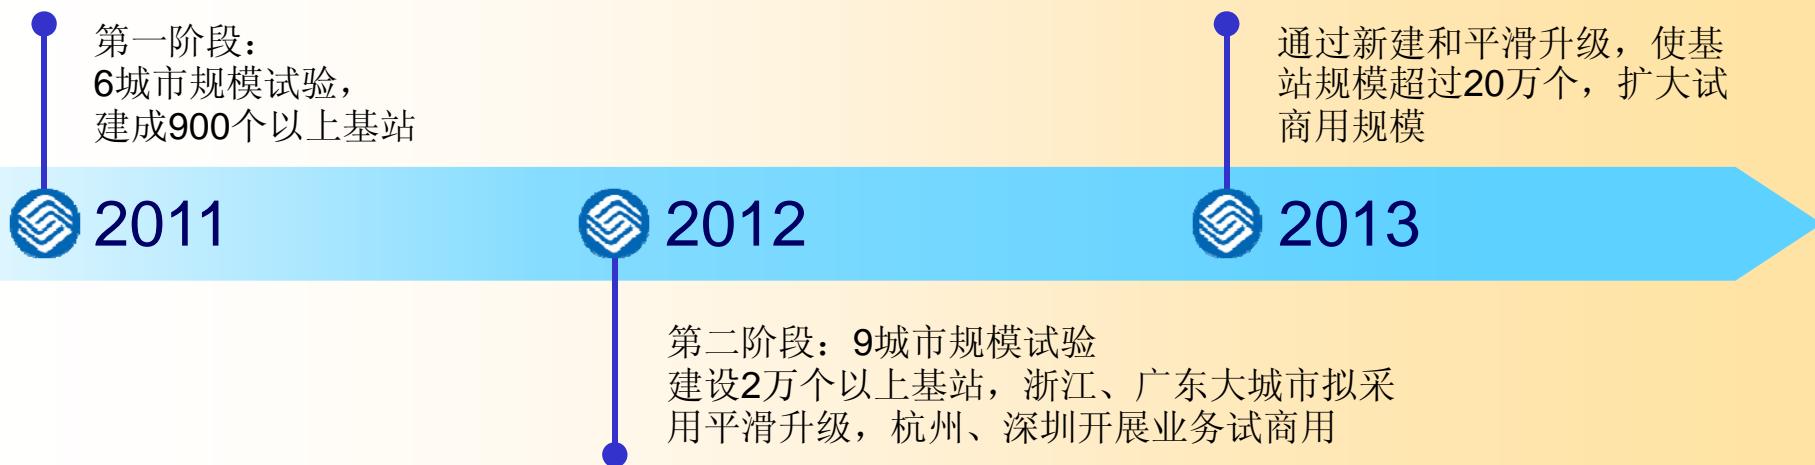 第一阶段：
6城市规模试验，
建成900个以上基站
通过新建和平滑升级，使基
站规模超过20万个，扩大试
商用规模
2011
2012
2013
第二阶段：9城市规模试验
建设2万个以上基站，浙江、广东大城市拟采
用平滑升级，杭州、深圳开展业务试商用